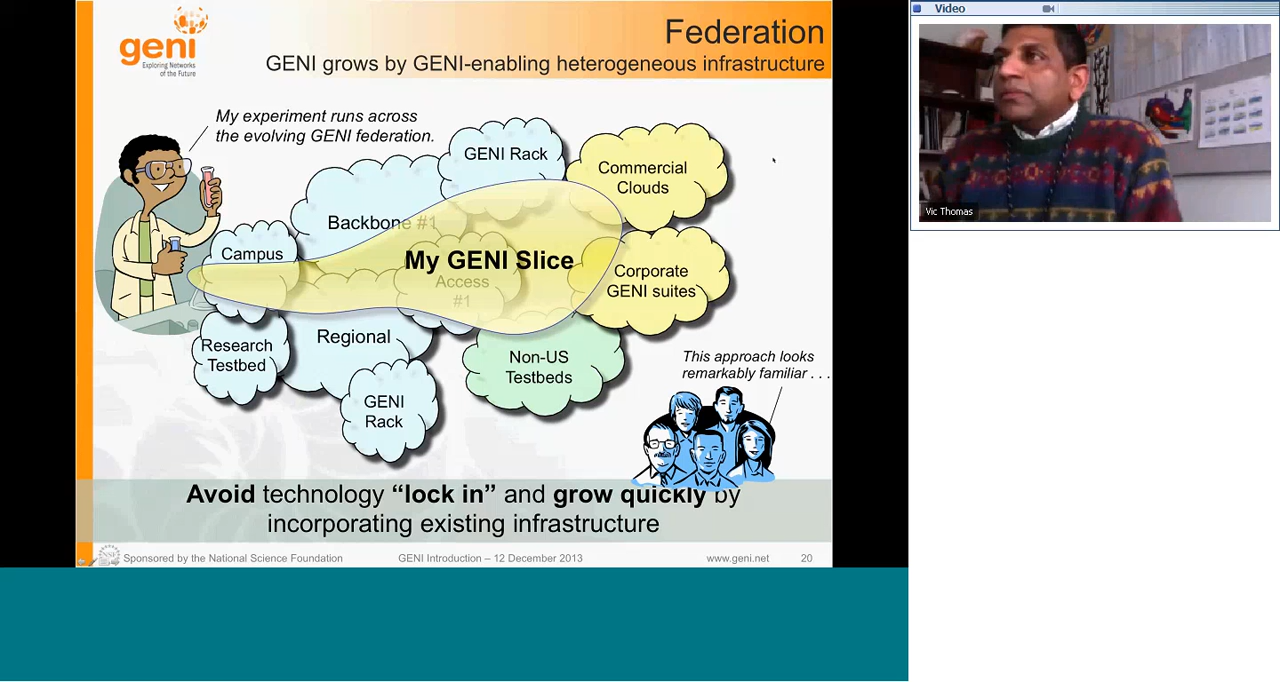 geni
Exploring Networks
of the Future
Federation
GENI grows by GENI-enabling heterogeneous infrastructure
My experiment runs across
the evolving GENI federation.
GENI Rack
Commercial
Clouds
Backbone #1
Campus
My GENI Slice
Access
#1
Corporate
GENI suites
Research
Testbed
Regional
Non-US
Testbeds
GENI
Rack
This approach looks
remarkably familiar . . .
Avoid technology “lock in” and grow quickly by
incorporating existing infrastructure
Sponsored by the National Science Foundation
GENI Introduction – 12 December 2013
www.geni.net
20
Video
Vic Thomas